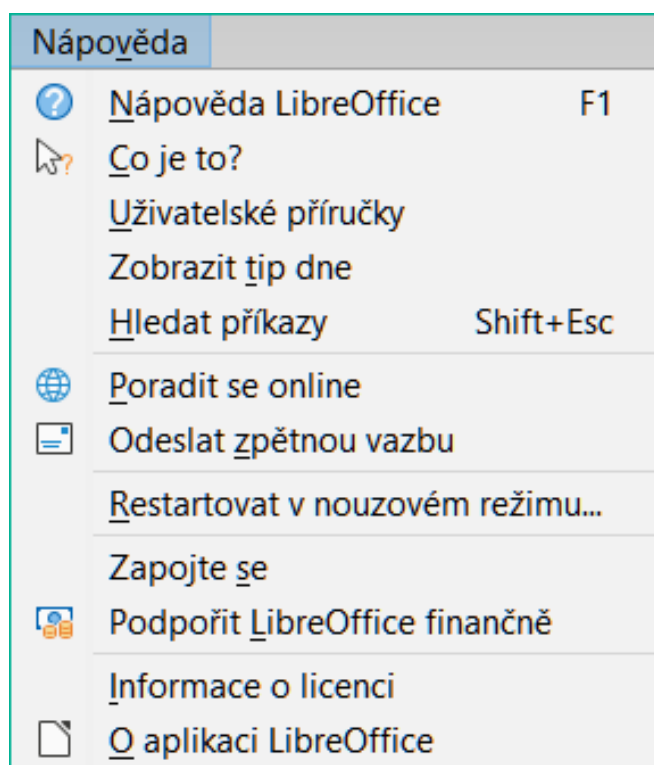 Nápověda
Nápověda LibreOffice F1
Co je to?
Uživatelské příručky
Zobrazit tip dne
Hledat příkazy Shift+Esc
Poradit se online
Odeslat zpětnou vazbu
Restartovat v nouzovém režimu...
Zapojte se
Podpořit LibreOffice finančně
Informace o licenci
O aplikaci LibreOffice